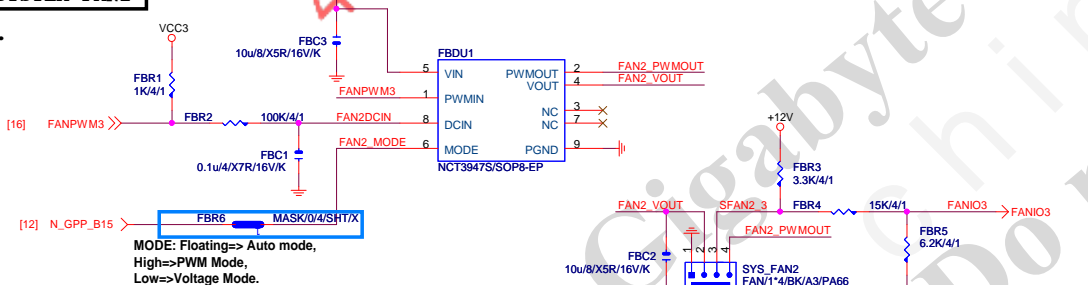 VCC3
FBC3
10u/8/X5R/16V/K
FBR1
1K/4/1
FBDU1
5 VIN PWMOUT 2 FAN2_PWMOUT
VOUT 4 FAN2_VOUT
FANPWM3 1 PWMIN
NC 3
[16] FANPWM3 FBR2 100K/4/1 FAN2DCIN 8 DCIN NC 7
+12V
FAN2_MODE 6 MODE PGND 9
FBC1
0.1u/4/X7R/16V/K
NCT3947S/SOP8-EP
FBR3
3.3K/4/1
[12] N_GPP_B15 FBR6 MASK/0/4/SHT/X
FAN2_VOUT SFAN2_3 FBR4 15K/4/1 FANIO3 FANIO3
FAN2_PWMOUT
FBR5
6.2K/4/1
MODE: Floating=> Auto mode,
High=>PWM Mode,
Low=>Voltage Mode.
FBC2
10u/8/X5R/16V/K
1 2 3 4
SYS_FAN2
FAN/1*4/BK/A3/PA66
Gigabyte
Do